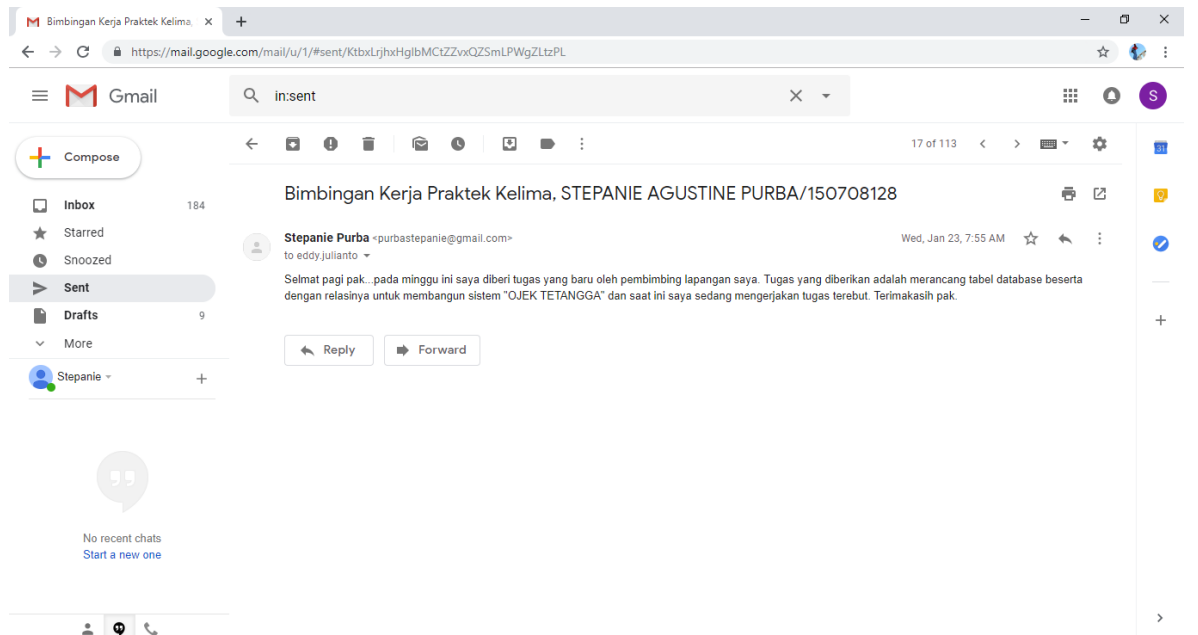 Bimbingan Kerja Praktek Kelima,
https://mail.google.com/mail/u/1/#sent/KtbxLrjhxHglbMCtZZvxQZSmLPWgZLtzPL
Gmail
in:sent
S
Compose
17 of 113
31
Bimbingan Kerja Praktek Kelima, STEPANIE AGUSTINE PURBA/150708128
Inbox 184
Starred
Snoozed
Sent
Drafts 9
More
Stepanie
Stepanie Purba <purbastepanie@gmail.com>
Wed, Jan 23, 7:55 AM
to eddy.julianto
Selmat pagi pak...pada minggu ini saya diberi tugas yang baru oleh pembimbing lapangan saya. Tugas yang diberikan adalah merancang tabel database beserta
dengan relasinya untuk membangun sistem "OJEK TETANGGA" dan saat ini saya sedang mengerjakan tugas terebut. Terimakasih pak.
Reply
Forward
No recent chats
Start a new one